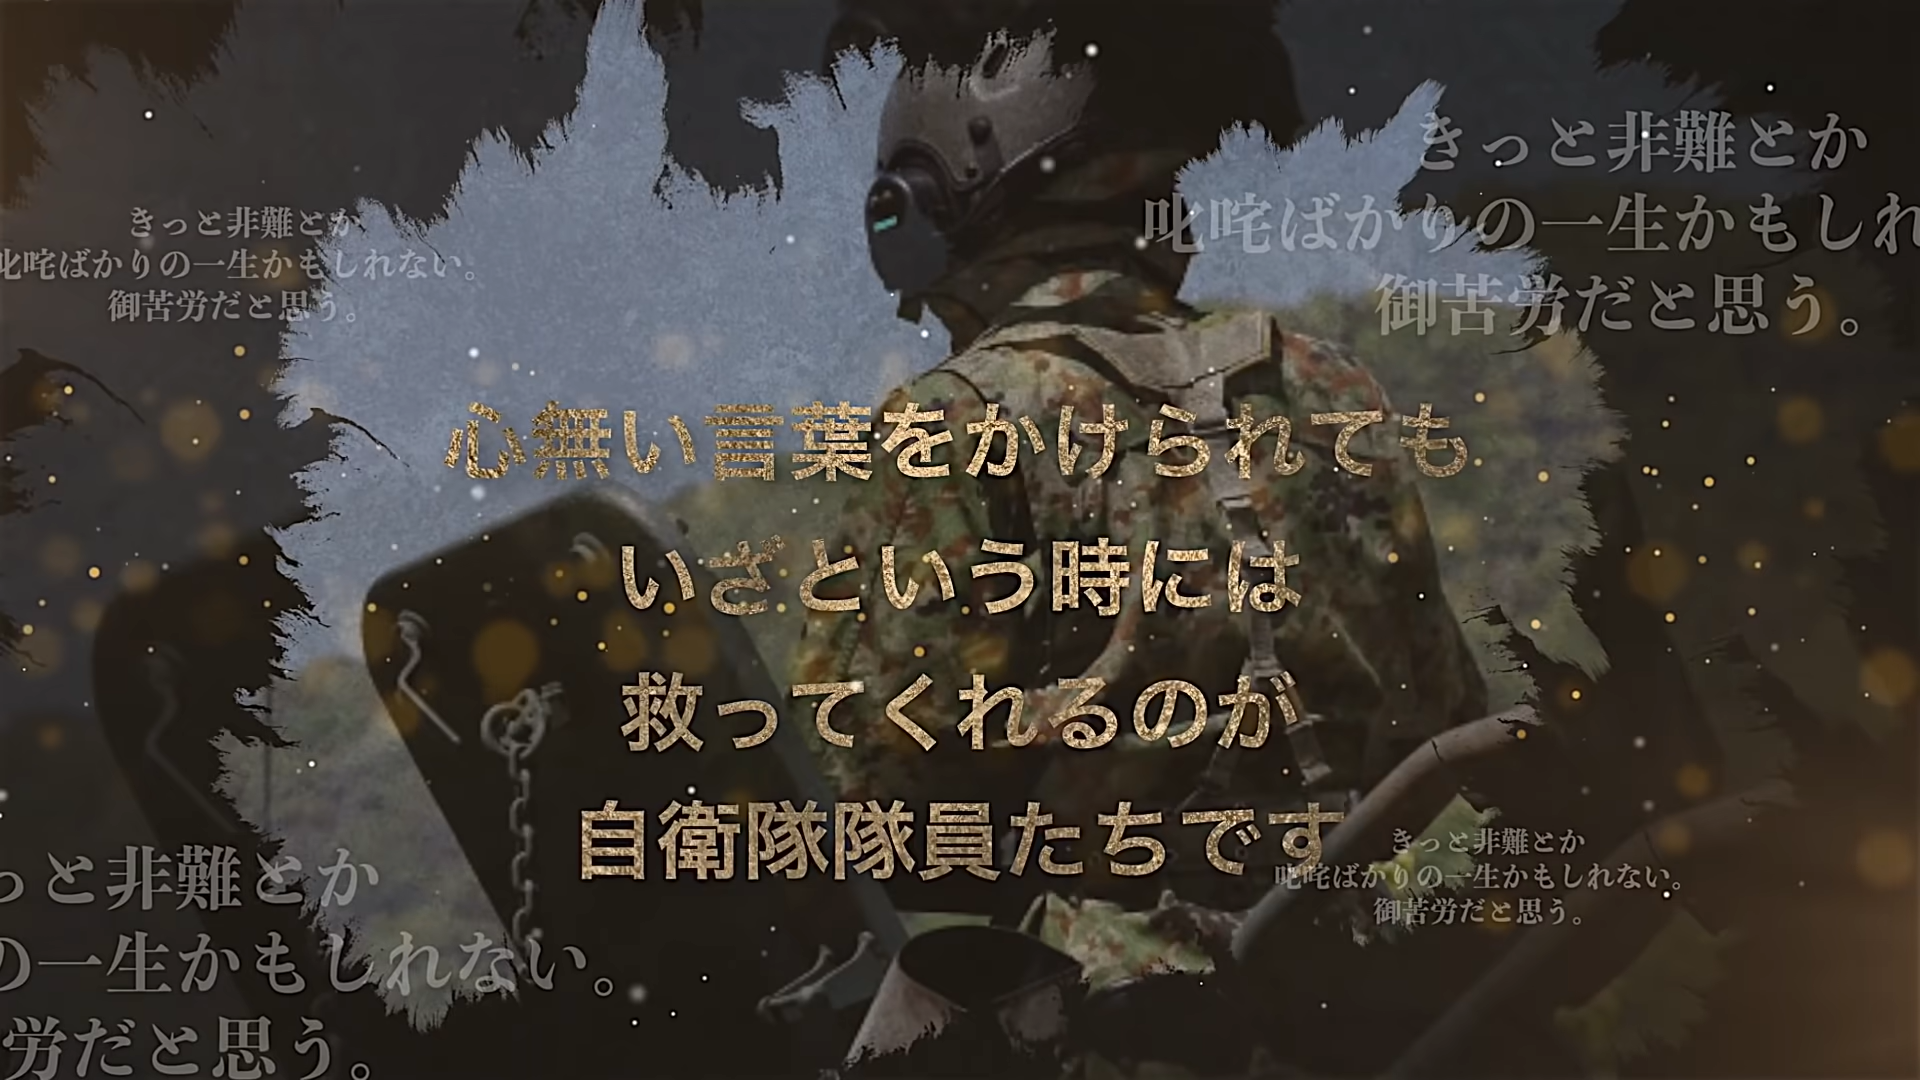 きっと非難とか
叱咤ばかりの一生かもしれ
御苦労だと思う。
きっと非難とか
叱咤ばかりの一生かもしれない。
御苦労だと思う。
心無い言葉をかけられても
いざという時には
救ってくれるのが
自衛隊隊員たちです
きっと非難とか
叱咤ばかりの一生かもしれない。
御苦労だと思う。
っと非難とか
の一生かもしれない。
労だと思う。